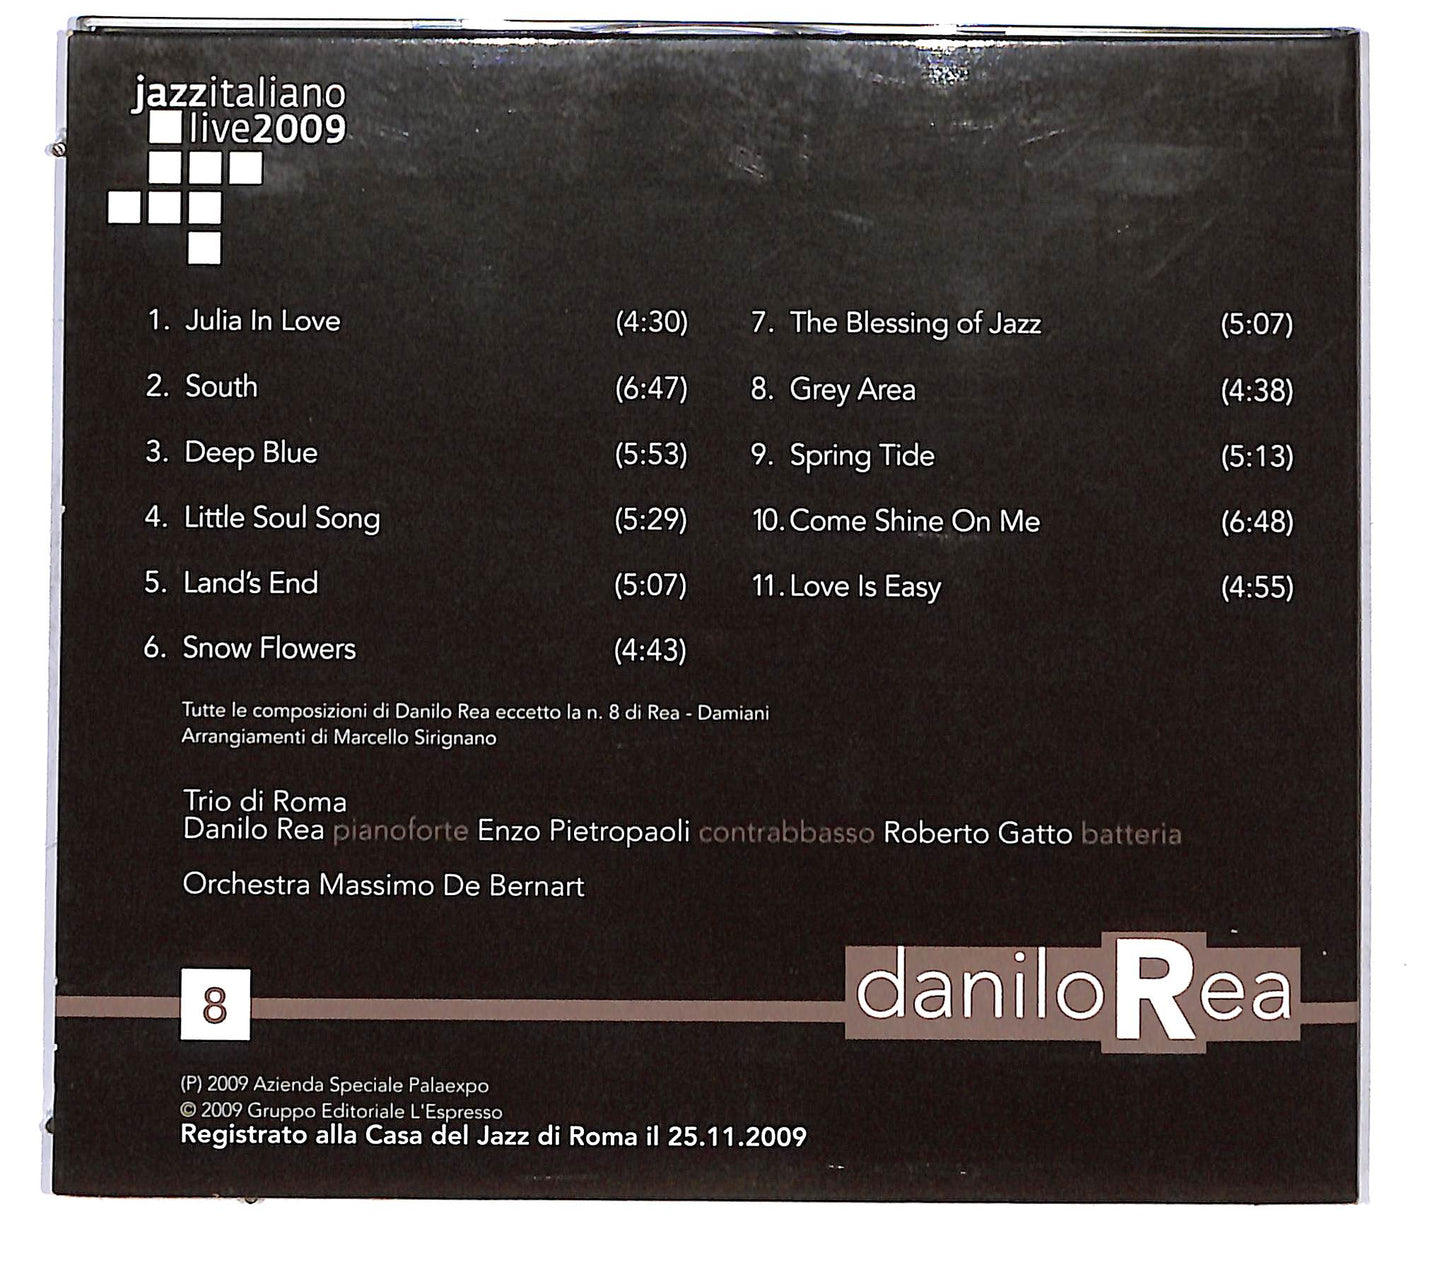 jazzitaliano
live2009
1. Julia In Love (4:30)
2. South (6:47)
3. Deep Blue (5:53)
4. Little Soul Song (5:29)
5. Land's End (5:07)
6. Snow Flowers (4:43)
7. The Blessing of Jazz (5:07)
8. Grey Area (4:38)
9. Spring Tide (5:13)
10. Come Shine On Me (6:48)
11. Love Is Easy (4:55)
Tutte le composizioni di Danilo Rea eccetto la n. 8 di Rea - Damiani
Arrangiamenti di Marcello Sirignano
Trio di Roma
Danilo Rea pianoforte Enzo Pietropaoli contrabbasso Roberto Gatto batteria
Orchestra Massimo De Bernart
8
daniloRea
(P) 2009 Azienda Speciale Palaexpo
© 2009 Gruppo Editoriale L'Espresso
Registrato alla Casa del Jazz di Roma il 25.11.2009